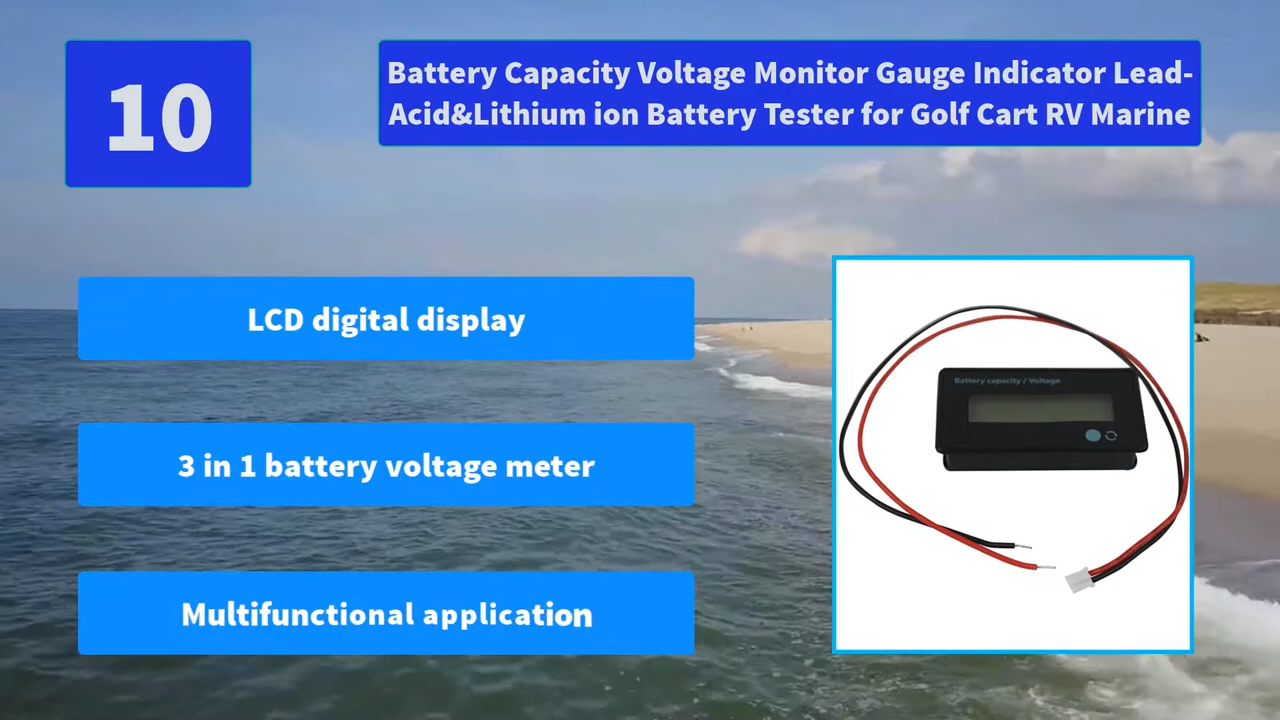 10
Battery Capacity Voltage Monitor Gauge Indicator Lead-
Acid&Lithium ion Battery Tester for Golf Cart RV Marine
LCD digital display
3 in 1 battery voltage meter
Multifunctional application
Battery capacity / Voltage